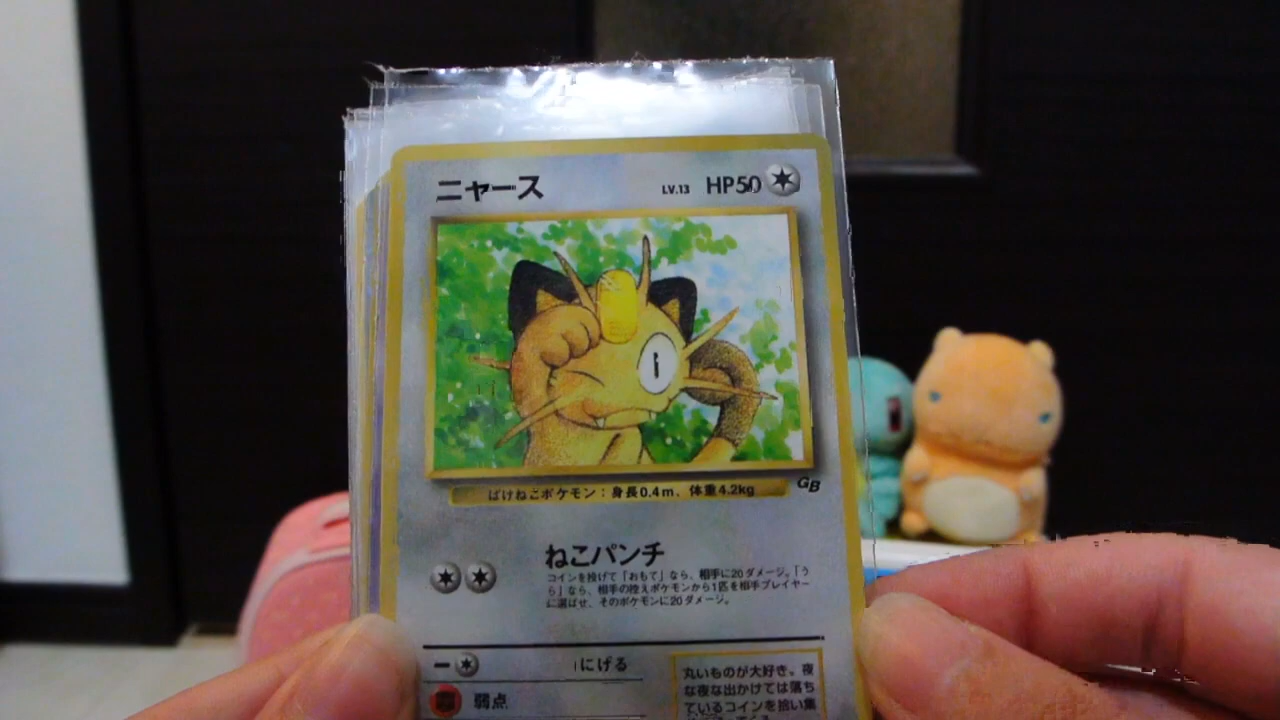 ニャース LV.13 HP50
ばけねこポケモン：身長0.4m、体重4.2kg
GB
ねこパンチ
コインを投げて「おもて」なら、相手に20ダメージ。「う
ら」なら、相手の控えポケモンから1匹を相手プレイヤー
に選ばせ、そのポケモンに20ダメージ。
にげる
弱点
丸いものが大好き。夜
な夜な出かけては落ち
ているコインを拾い集